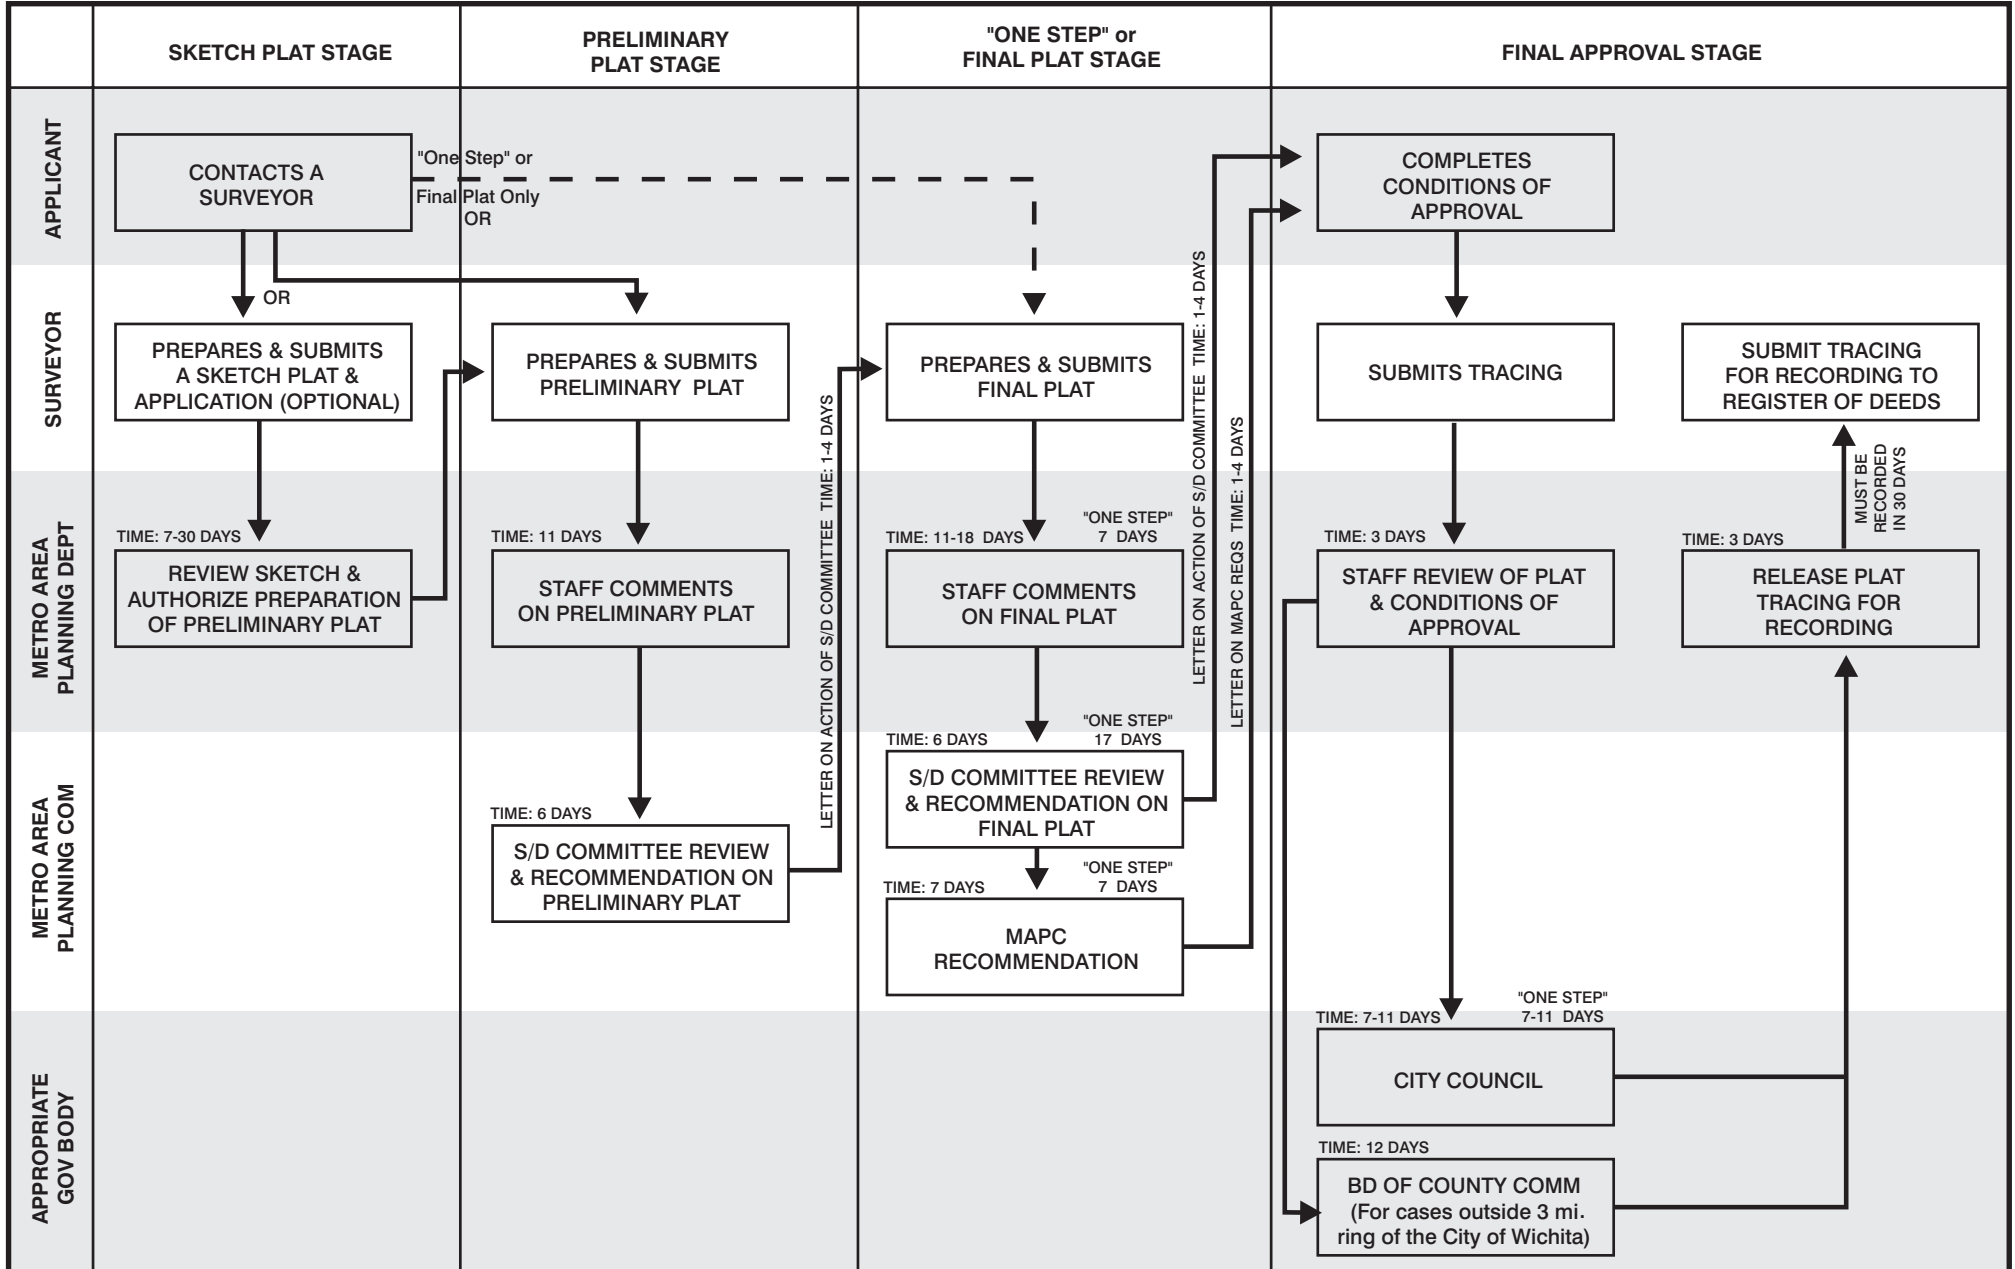 SKETCH PLAT STAGE
PRELIMINARY
PLAT STAGE
"ONE STEP" or
FINAL PLAT STAGE
FINAL APPROVAL STAGE
APPLICANT
CONTACTS A
SURVEYOR
"One Step" or
Final Plat Only
OR
COMPLETES
CONDITIONS OF
APPROVAL
SURVEYOR
OR
PREPARES & SUBMITS
A SKETCH PLAT &
APPLICATION (OPTIONAL)
PREPARES & SUBMITS
PRELIMINARY PLAT
PREPARES & SUBMITS
FINAL PLAT
SUBMITS TRACING
SUBMIT TRACING
FOR RECORDING TO
REGISTER OF DEEDS
LETTER ON ACTION OF S/D COMMITTEE TIME: 1-4 DAYS
LETTER ON ACTION OF S/D COMMITTEE TIME: 1-4 DAYS
LETTER ON MAPC REQS TIME: 1-4 DAYS
MUST BE
RECORDED
IN 30 DAYS
METRO AREA
PLANNING DEPT
TIME: 7-30 DAYS
REVIEW SKETCH &
AUTHORIZE PREPARATION
OF PRELIMINARY PLAT
TIME: 11 DAYS
STAFF COMMENTS
ON PRELIMINARY PLAT
TIME: 11-18 DAYS
"ONE STEP"
7 DAYS
STAFF COMMENTS
ON FINAL PLAT
TIME: 3 DAYS
STAFF REVIEW OF PLAT
& CONDITIONS OF
APPROVAL
TIME: 3 DAYS
RELEASE PLAT
TRACING FOR
RECORDING
METRO AREA
PLANNING COM
TIME: 6 DAYS
S/D COMMITTEE REVIEW
& RECOMMENDATION ON
PRELIMINARY PLAT
TIME: 6 DAYS
"ONE STEP"
17 DAYS
S/D COMMITTEE REVIEW
& RECOMMENDATION ON
FINAL PLAT
TIME: 7 DAYS
"ONE STEP"
7 DAYS
MAPC
RECOMMENDATION
APPROPRIATE
GOV BODY
TIME: 7-11 DAYS
"ONE STEP"
7-11 DAYS
CITY COUNCIL
TIME: 12 DAYS
BD OF COUNTY COMM
(For cases outside 3 mi.
ring of the City of Wichita)